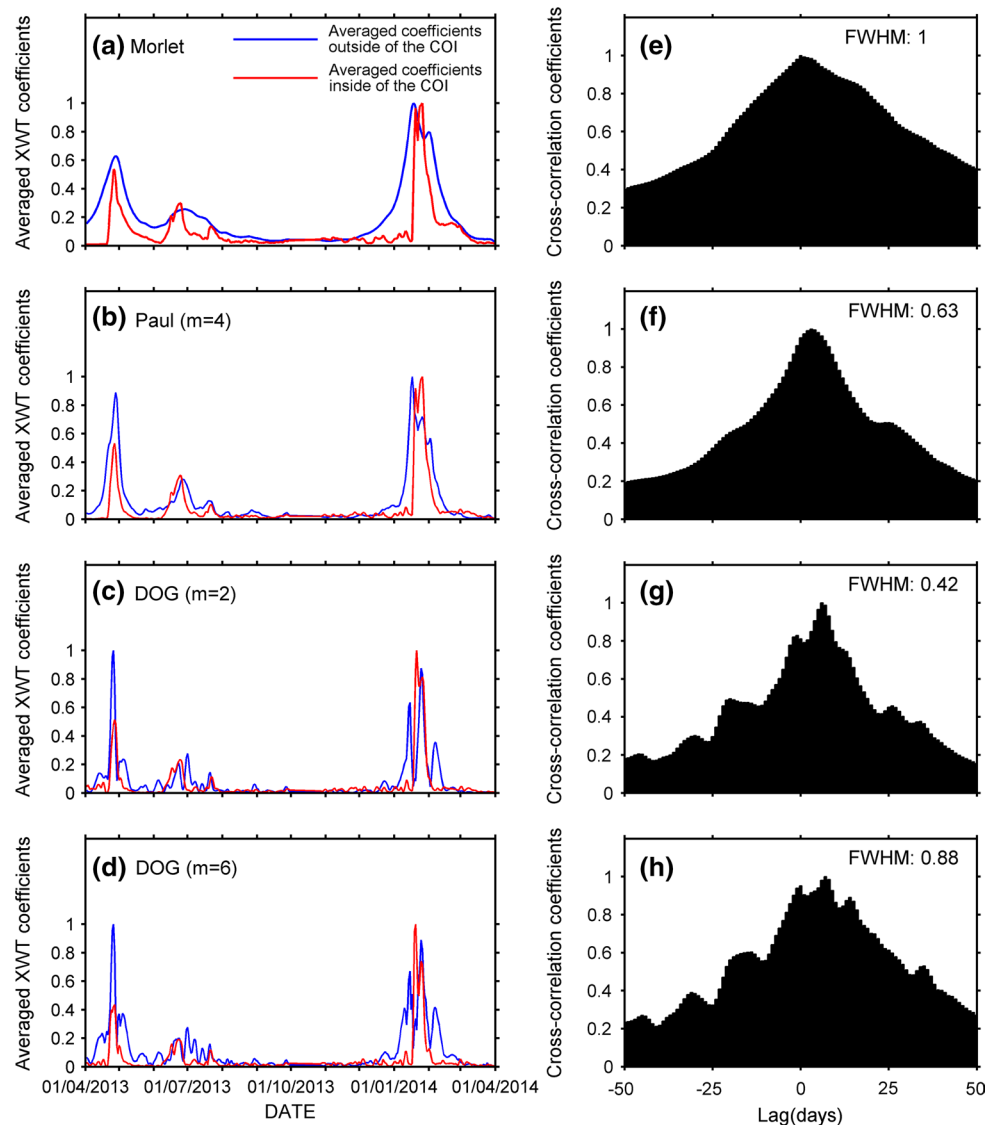 (a) Morlet
Averaged coefficients
outside of the COI
Averaged coefficients
inside of the COI
Averaged XWT coefficients
1
0.8
0.6
0.4
0.2
0
(e)
FWHM: 1
Cross-correlation coefficients
1
0.8
0.6
0.4
0.2
(b) Paul (m=4)
Averaged XWT coefficients
1
0.8
0.6
0.4
0.2
0
(f)
FWHM: 0.63
Cross-correlation coefficients
1
0.8
0.6
0.4
0.2
(c) DOG (m=2)
Averaged XWT coefficients
1
0.8
0.6
0.4
0.2
0
(g)
FWHM: 0.42
Cross-correlation coefficients
1
0.8
0.6
0.4
0.2
0
(d) DOG (m=6)
Averaged XWT coefficients
1
0.8
0.6
0.4
0.2
0
01/04/2013 01/07/2013 01/10/2013 01/01/2014 01/04/2014
DATE
(h)
FWHM: 0.88
Cross-correlation coefficients
1
0.8
0.6
0.4
0.2
-50 -25 0 25 50
Lag(days)